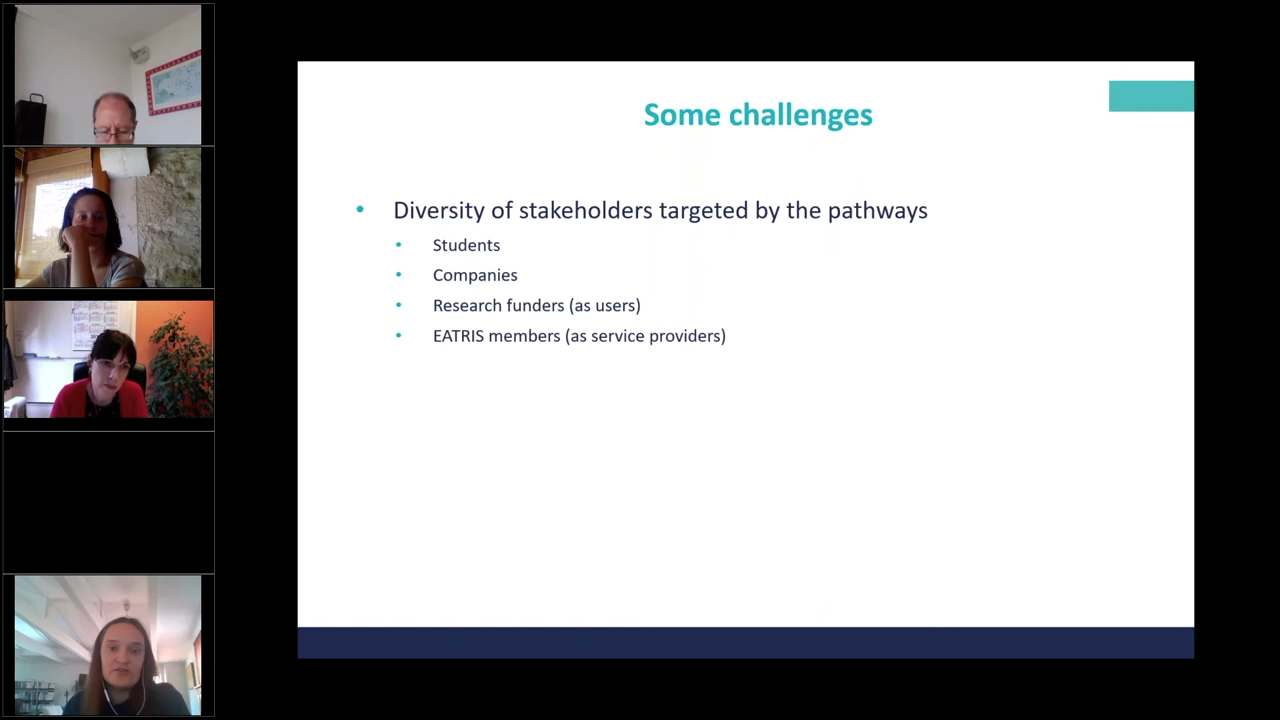 Some challenges
• Diversity of stakeholders targeted by the pathways
• Students
• Companies
• Research funders (as users)
• EATRIS members (as service providers)